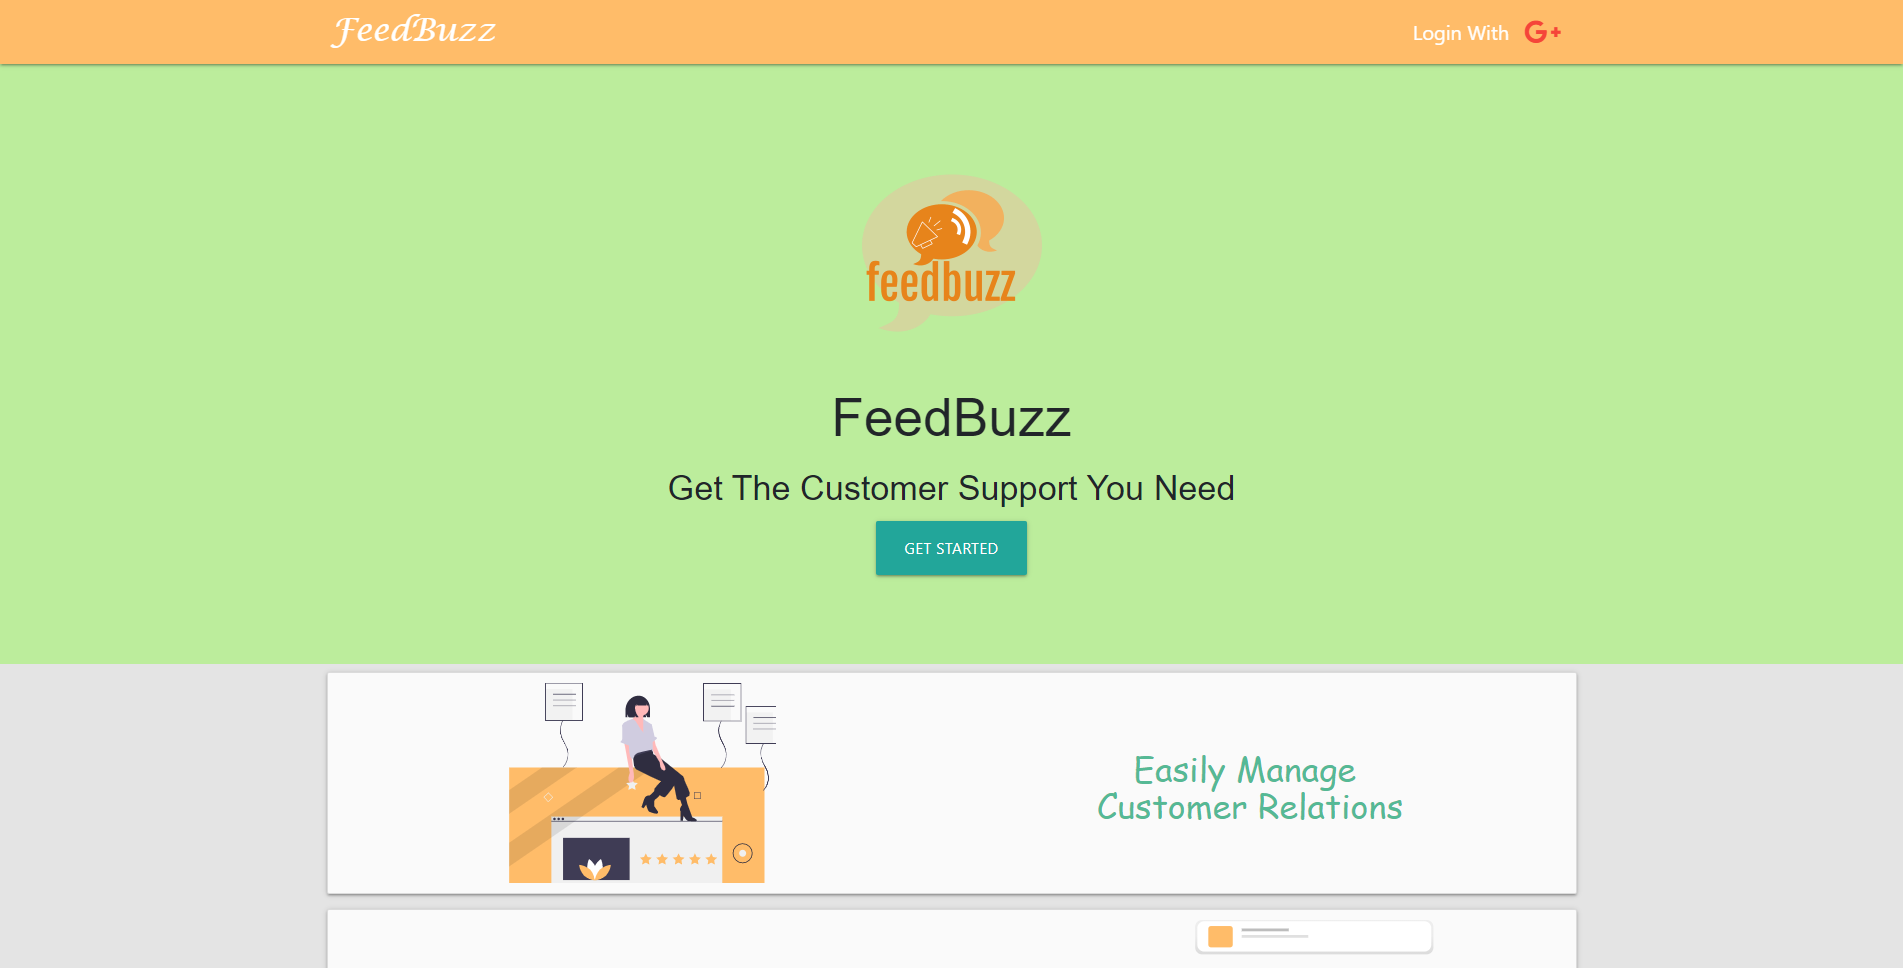 FeedBuzz
Login With G+
feedbuzz
FeedBuzz
Get The Customer Support You Need
GET STARTED
Easily Manage
Customer Relations